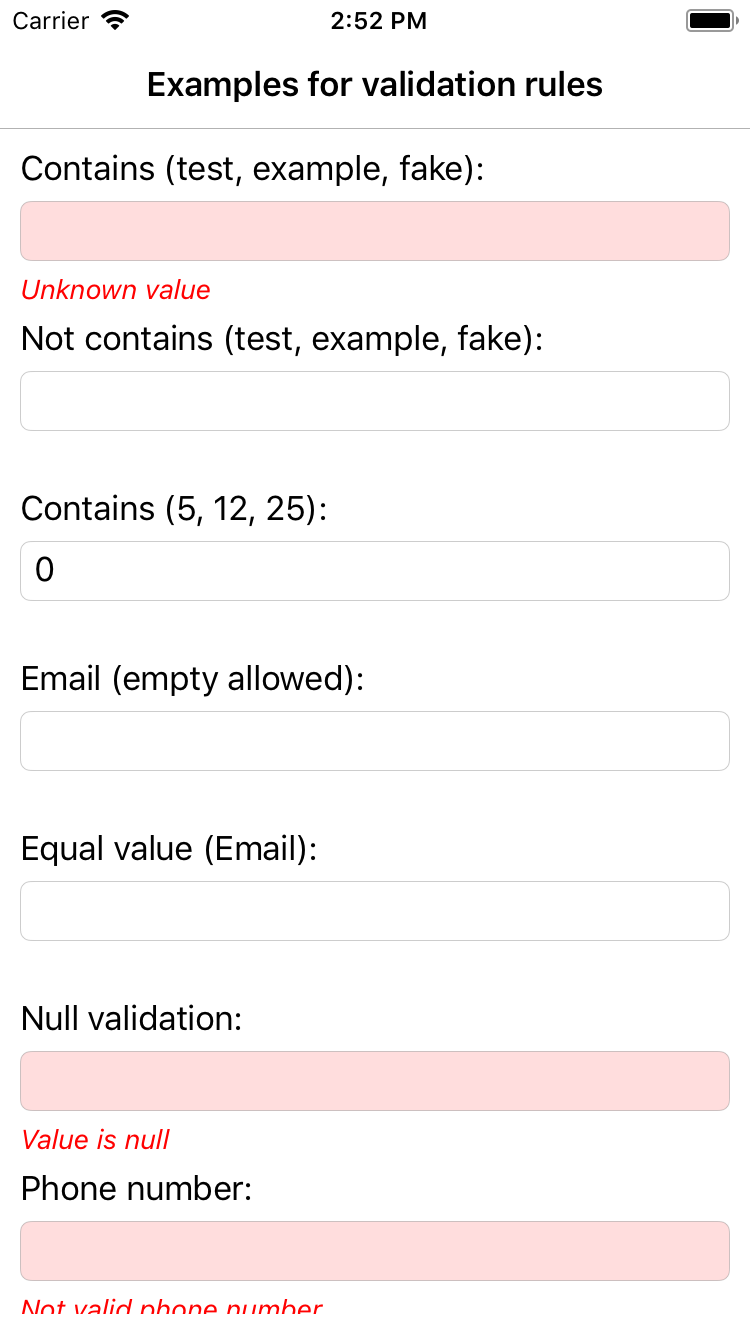 Carrier 2:52 PM
Examples for validation rules
Contains (test, example, fake):
Unknown value
Not contains (test, example, fake):
Contains (5, 12, 25):
0
Email (empty allowed):
Equal value (Email):
Null validation:
Value is null
Phone number:
Not valid phone number